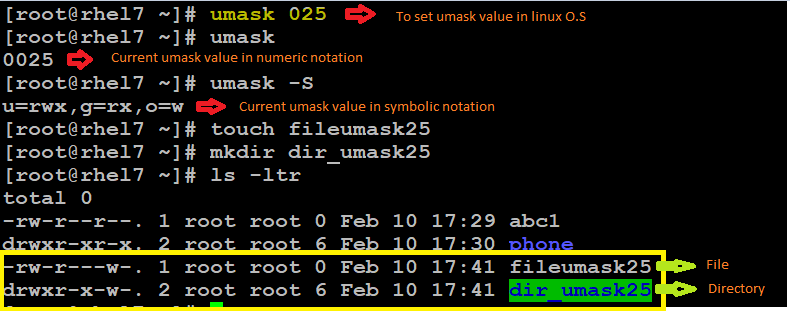 [root@rhel7 ~]# umask 025 To set umask value in linux O.S
[root@rhel7 ~]# umask
0025 Current umask value in numeric notation
[root@rhel7 ~]# umask -S
u=rwx,g=rx,o=w Current umask value in symbolic notation
[root@rhel7 ~]# touch fileumask25
[root@rhel7 ~]# mkdir dir_umask25
[root@rhel7 ~]# ls -ltr
total 0
-rw-r--r--. 1 root root 0 Feb 10 17:29 abc1
drwxr-xr-x. 2 root root 6 Feb 10 17:30 phone
-rw-r---w-. 1 root root 0 Feb 10 17:41 fileumask25 File
drwxr-x-w-. 2 root root 6 Feb 10 17:41 dir_umask25 Directory